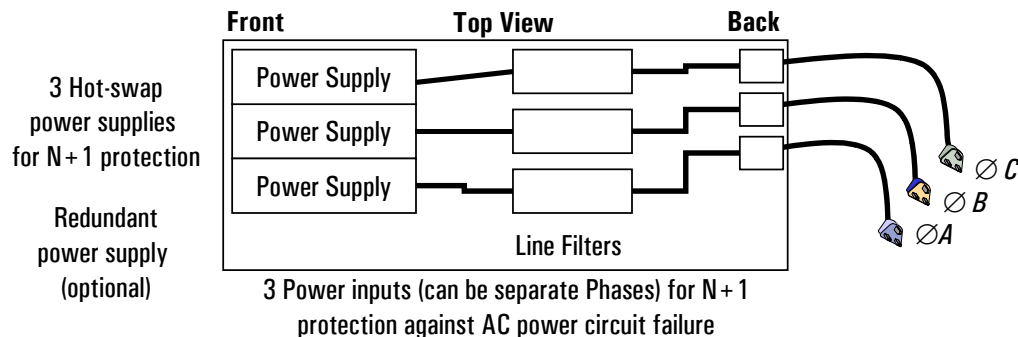 Front Top View Back
3 Hot-swap
power supplies
for N+1 protection
Redundant
power supply
(optional)
Power Supply
Power Supply
Power Supply
Line Filters
∅ C
∅ B
∅A
3 Power inputs (can be separate Phases) for N+1
protection against AC power circuit failure